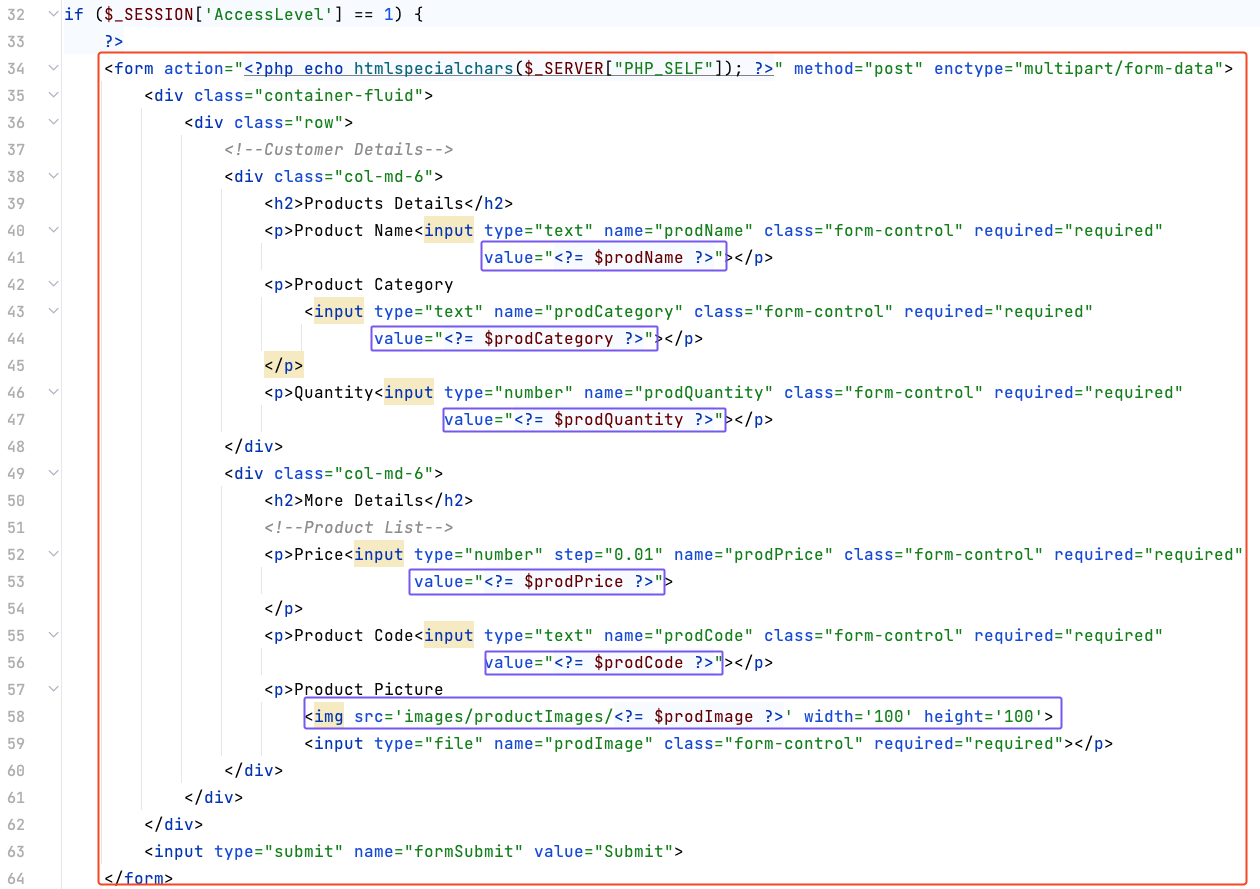 32 if ($_SESSION['AccessLevel'] == 1) {
33 ?>
34 <form action="<?php echo htmlspecialchars($_SERVER["PHP_SELF"]); ?>" method="post" enctype="multipart/form-data">
35 <div class="container-fluid">
36 <div class="row">
37 <!--Customer Details-->
38 <div class="col-md-6">
39 <h2>Products Details</h2>
40 <p>Product Name<input type="text" name="prodName" class="form-control" required="required"
41 value="<?= $prodName ?>"></p>
42 <p>Product Category
43 <input type="text" name="prodCategory" class="form-control" required="required"
44 value="<?= $prodCategory ?>"></p>
45 </p>
46 <p>Quantity<input type="number" name="prodQuantity" class="form-control" required="required"
47 value="<?= $prodQuantity ?>"></p>
48 </div>
49 <div class="col-md-6">
50 <h2>More Details</h2>
51 <!--Product List-->
52 <p>Price<input type="number" step="0.01" name="prodPrice" class="form-control" required="required"
53 value="<?= $prodPrice ?>">
54 </p>
55 <p>Product Code<input type="text" name="prodCode" class="form-control" required="required"
56 value="<?= $prodCode ?>"></p>
57 <p>Product Picture
58 <img src='images/productImages/<?= $prodImage ?>' width='100' height='100'>
59 <input type="file" name="prodImage" class="form-control" required="required"></p>
60 </div>
61 </div>
62 </div>
63 <input type="submit" name="formSubmit" value="Submit">
64 </form>